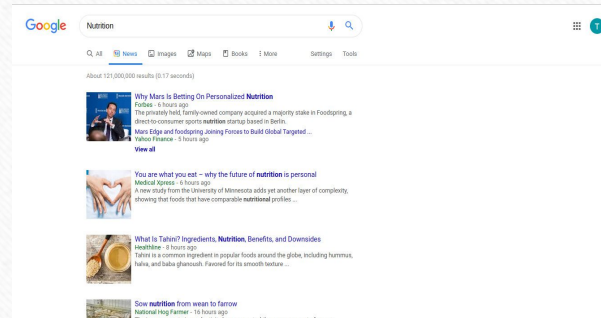 Google
Nutrition
All News Images Maps Books More Settings Tools
T
About 121,000,000 results (0.17 seconds)
Why Mars Is Betting On Personalized Nutrition
Forbes - 6 hours ago
The privately held, family-owned company acquired a majority stake in Foodspring, a
direct-to-consumer sports nutrition startup based in Berlin.
Mars Edge and foodspring Joining Forces to Build Global Targeted ...
Yahoo Finance - 5 hours ago
View all
You are what you eat – why the future of nutrition is personal
Medical Xpress - 6 hours ago
A new study from the University of Minnesota adds yet another layer of complexity,
showing that foods that have comparable nutritional profiles ...
What Is Tahini? Ingredients, Nutrition, Benefits, and Downsides
Healthline - 8 hours ago
Tahini is a common ingredient in popular foods around the globe, including hummus,
halva, and baba ghanoush. Favored for its smooth texture ...
Sow nutrition from wean to farrow
National Hog Farmer - 16 hours ago